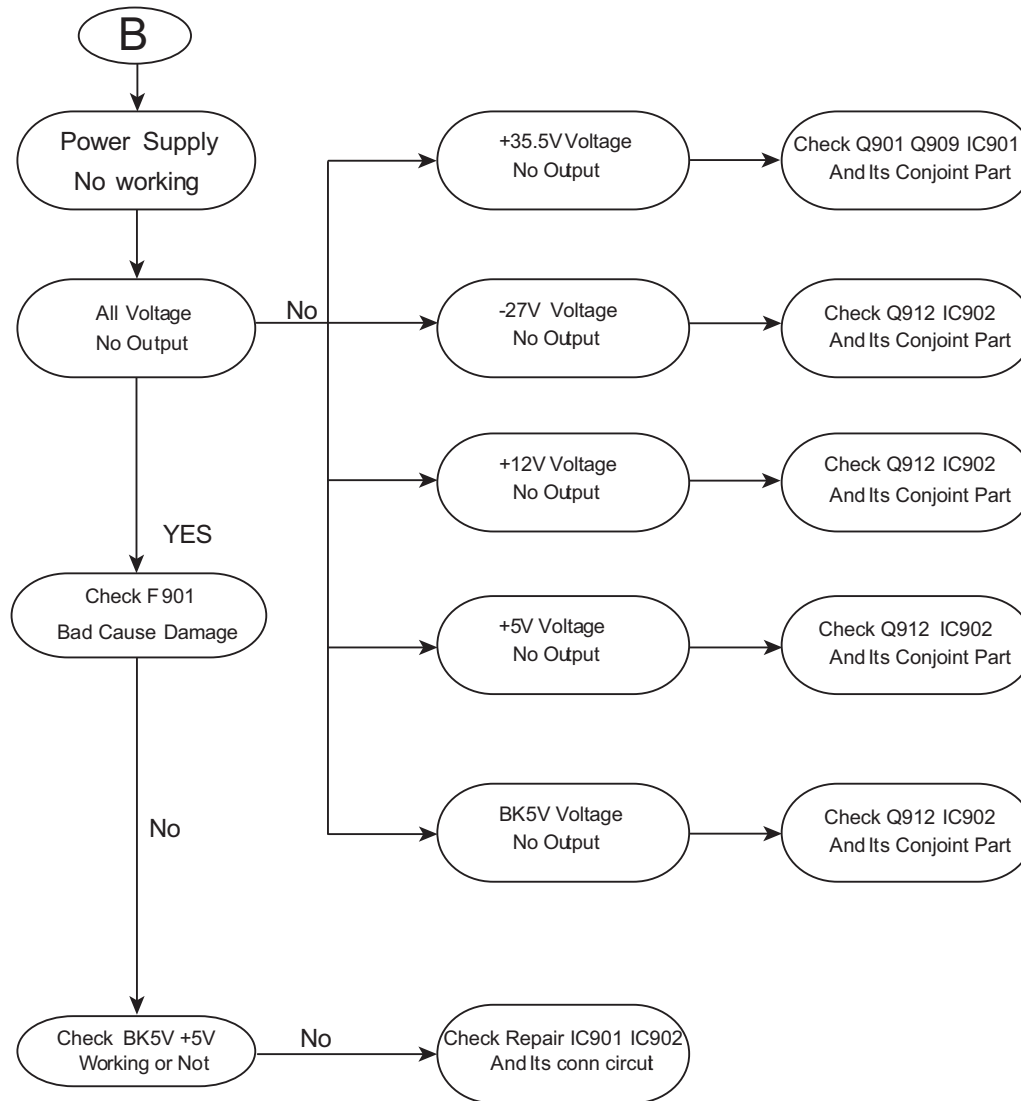 B
Power Supply
No working
All Voltage
No Output
No
YES
Check F901
Bad Cause Damage
No
Check BK5V +5V
Working or Not
No
Check Repair IC901 IC902
And Its conn circut
+35.5V Voltage
No Output
Check Q901 Q909 IC901
And Its Conjoint Part
-27V Voltage
No Output
Check Q912 IC902
And Its Conjoint Part
+12V Voltage
No Output
Check Q912 IC902
And Its Conjoint Part
+5V Voltage
No Output
Check Q912 IC902
And Its Conjoint Part
BK5V Voltage
No Output
Check Q912 IC902
And Its Conjoint Part